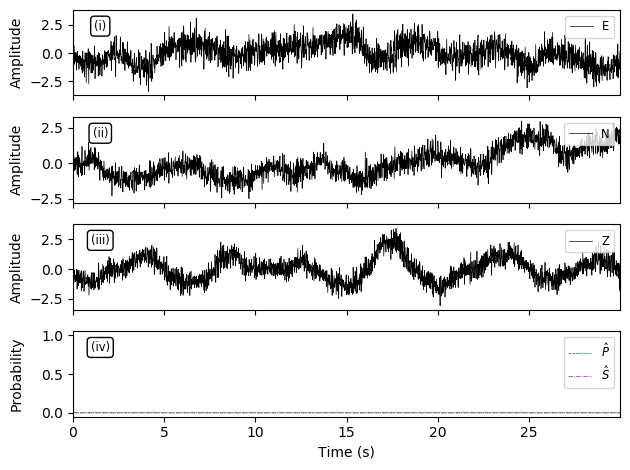 (i)
E
Amplitude
2.5
0.0
−2.5
(ii)
N
Amplitude
2.5
0.0
−2.5
(iii)
Z
Amplitude
2.5
0.0
−2.5
(iv)
P̂
Ŝ
Probability
1.0
0.5
0.0
0 5 10 15 20 25
Time (s)